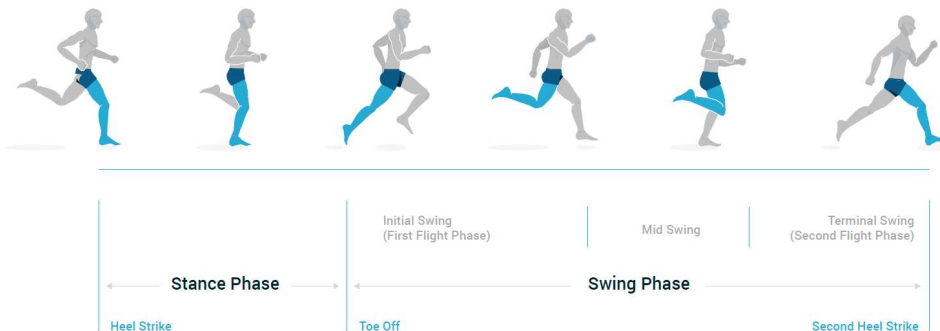 Initial Swing
(First Flight Phase)
Mid Swing
Terminal Swing
(Second Flight Phase)
Stance Phase
Swing Phase
Heel Strike
Toe Off
Second Heel Strike